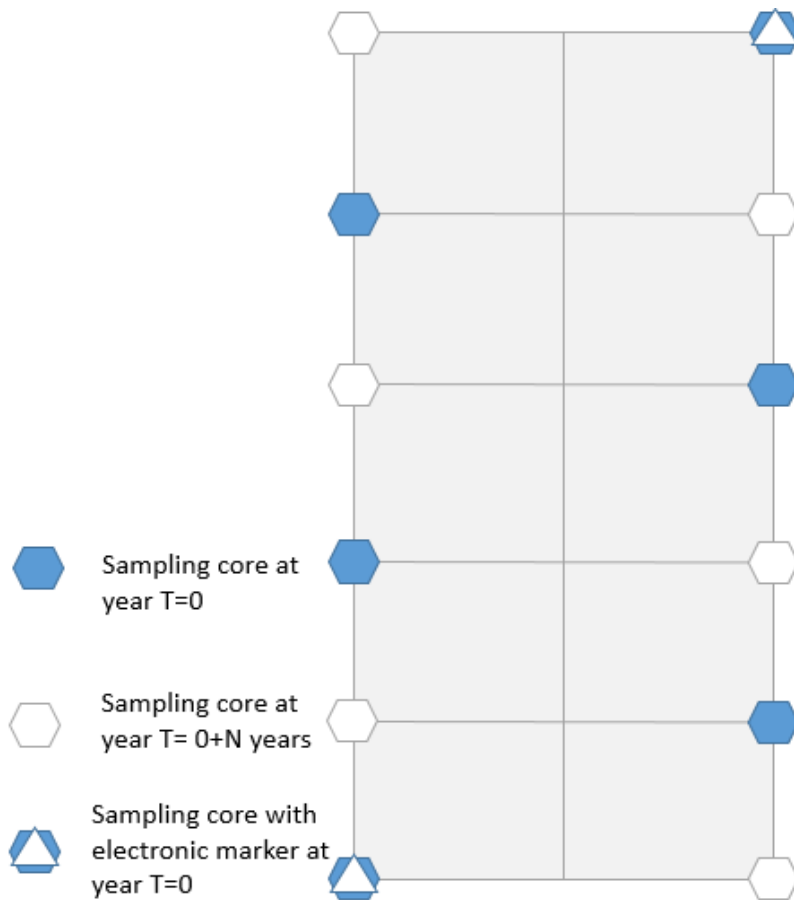 Sampling core at
year T=0
Sampling core at
year T= 0+N years
Sampling core with
electronic marker at
year T=0